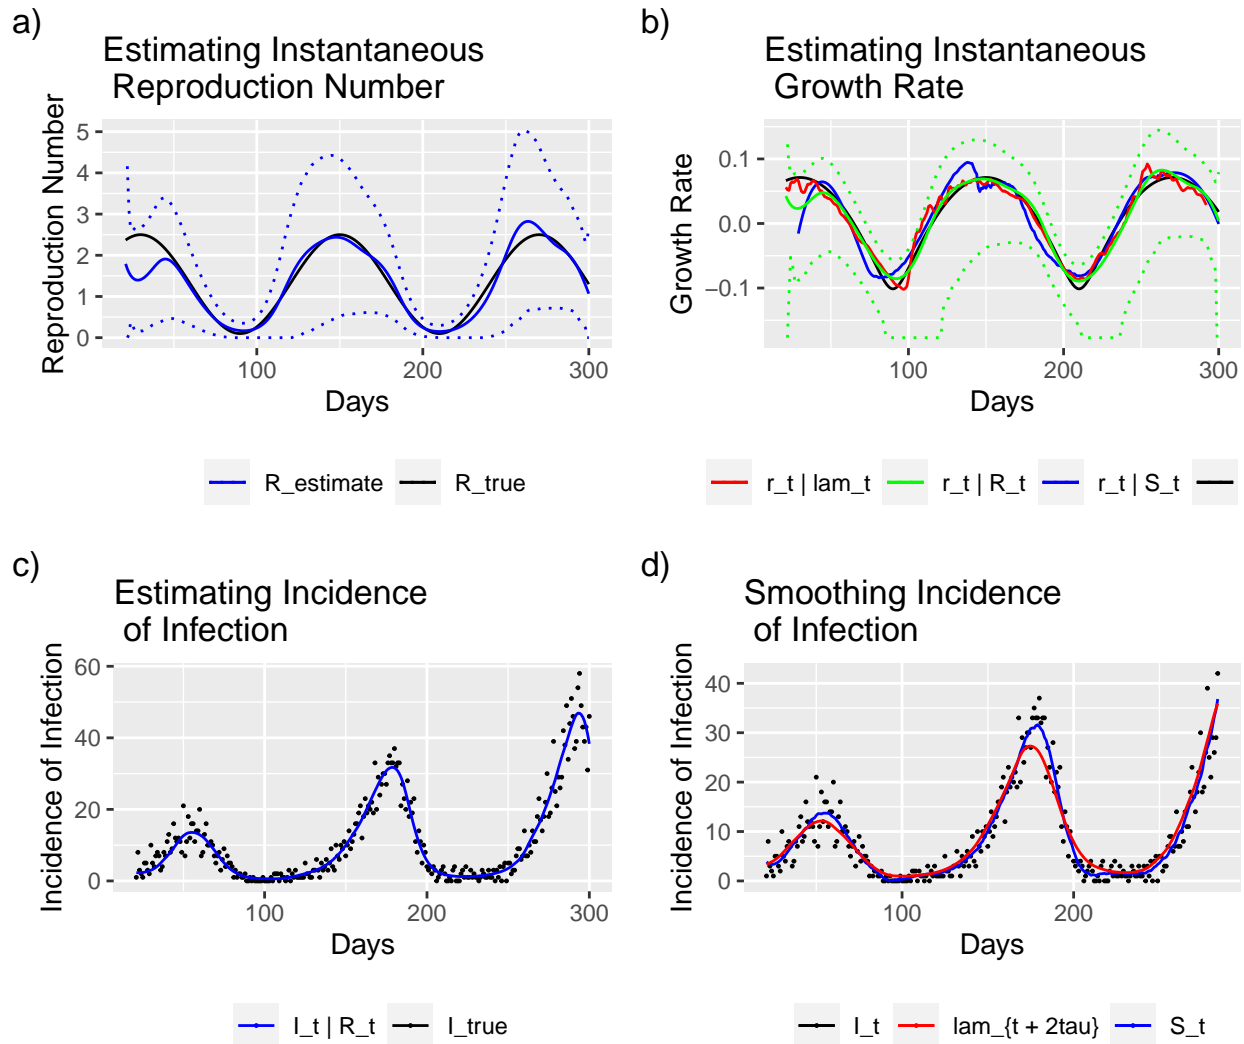 a)
Estimating Instantaneous
Reproduction Number
Reproduction Number
5
4
3
2
1
0
100
200
300
Days
R_estimate
R_true
b)
Estimating Instantaneous
Growth Rate
Growth Rate
0.1
0.0
−0.1
0
100
200
300
Days
r_t | lam_t
r_t | R_t
r_t | S_t
c)
Estimating Incidence
of Infection
Incidence of Infection
60
40
20
0
100
200
300
Days
I_t | R_t
I_true
d)
Smoothing Incidence
of Infection
Incidence of Infection
40
30
20
10
0
100
200
Days
I_t
lam_{t + 2tau}
S_t